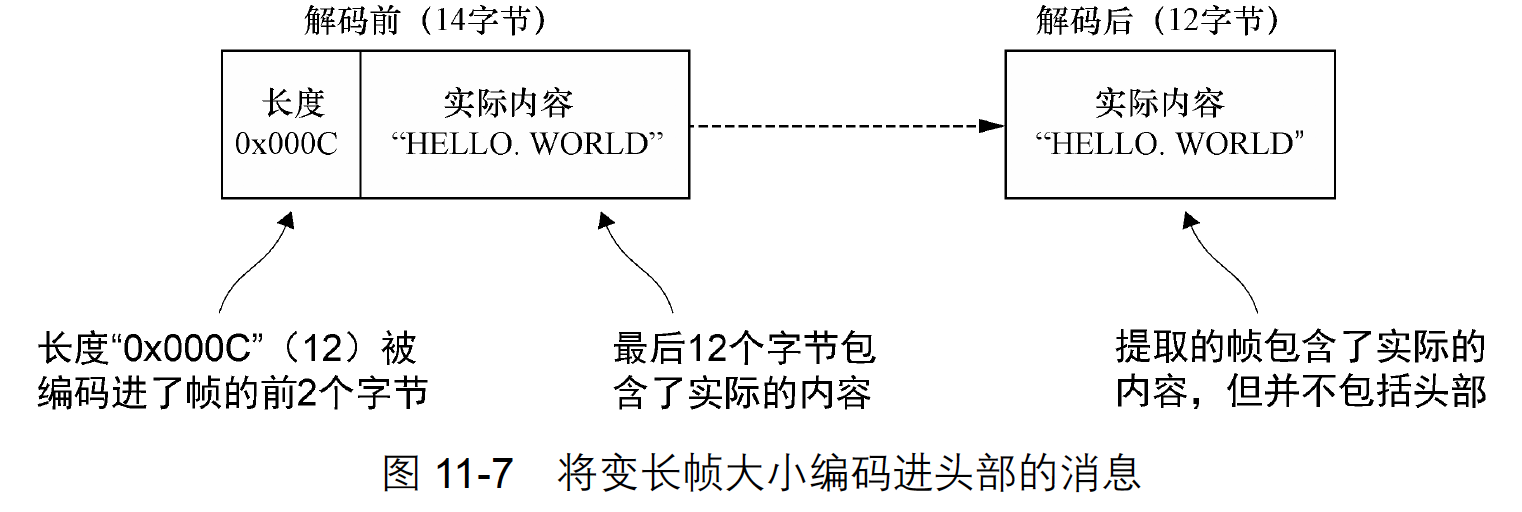 解码前（14字节）
解码后（12字节）
长度
0x000C
实际内容
“HELLO. WORLD”
实际内容
“HELLO. WORLD”
长度“0x000C”（12）被
编码进了帧的前2个字节
最后12个字节包
含了实际的内容
提取的帧包含了实际的
内容，但并不包括头部
图 11-7 将变长帧大小编码进头部的消息